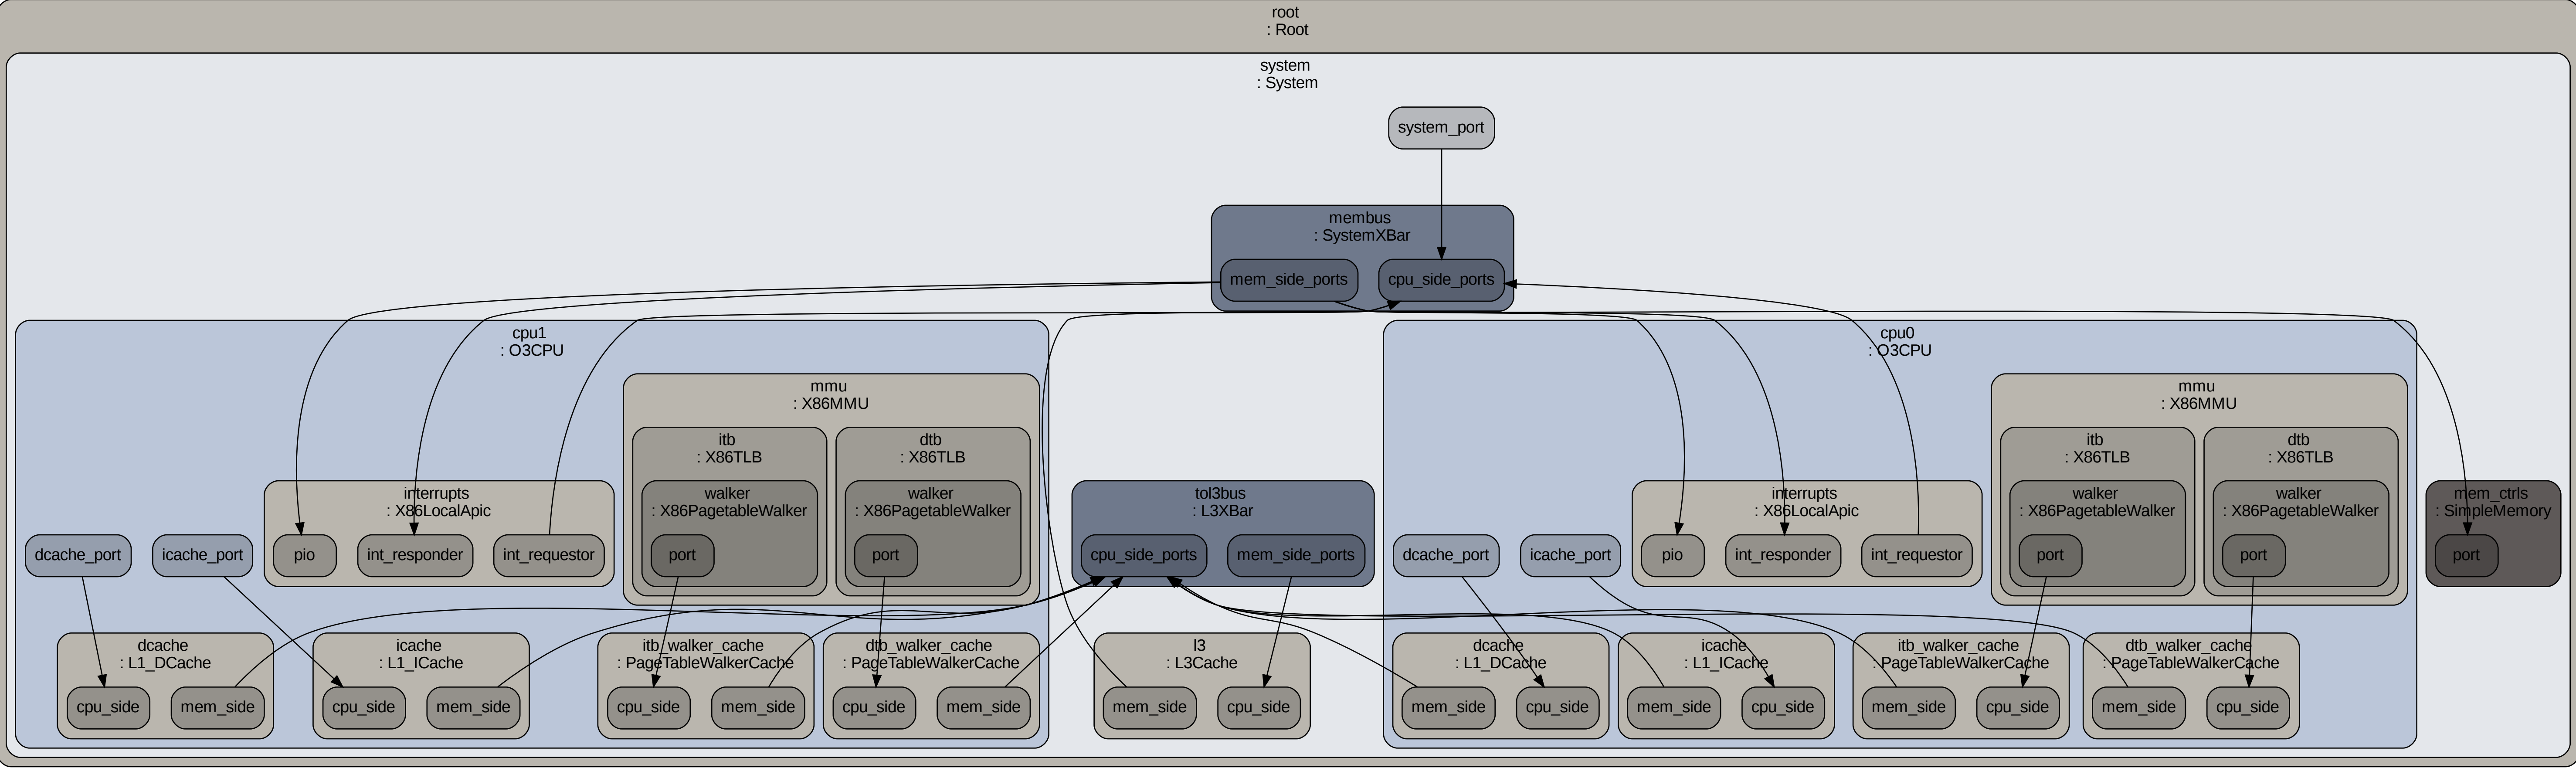 root
: Root
system
: System
system_port
membus
: SystemXBar
mem_side_ports
cpu_side_ports
cpu1
: O3CPU
mmu
: X86MMU
itb
: X86TLB
dtb
: X86TLB
walker
: X86PagetableWalker
walker
: X86PagetableWalker
interrupts
: X86LocalApic
dcache_port
icache_port
pio
int_responder
int_requestor
port
port
dcache
: L1_DCache
cpu_side
mem_side
icache
: L1_ICache
cpu_side
mem_side
itb_walker_cache
: PageTableWalkerCache
cpu_side
mem_side
dtb_walker_cache
: PageTableWalkerCache
cpu_side
mem_side
tol3bus
: L3XBar
cpu_side_ports
mem_side_ports
l3
: L3Cache
mem_side
cpu_side
cpu0
: O3CPU
mmu
: X86MMU
itb
: X86TLB
dtb
: X86TLB
walker
: X86PagetableWalker
walker
: X86PagetableWalker
interrupts
: X86LocalApic
dcache_port
icache_port
pio
int_responder
int_requestor
port
port
dcache
: L1_DCache
mem_side
cpu_side
icache
: L1_ICache
mem_side
cpu_side
itb_walker_cache
: PageTableWalkerCache
mem_side
cpu_side
dtb_walker_cache
: PageTableWalkerCache
mem_side
cpu_side
mem_ctrls
: SimpleMemory
port